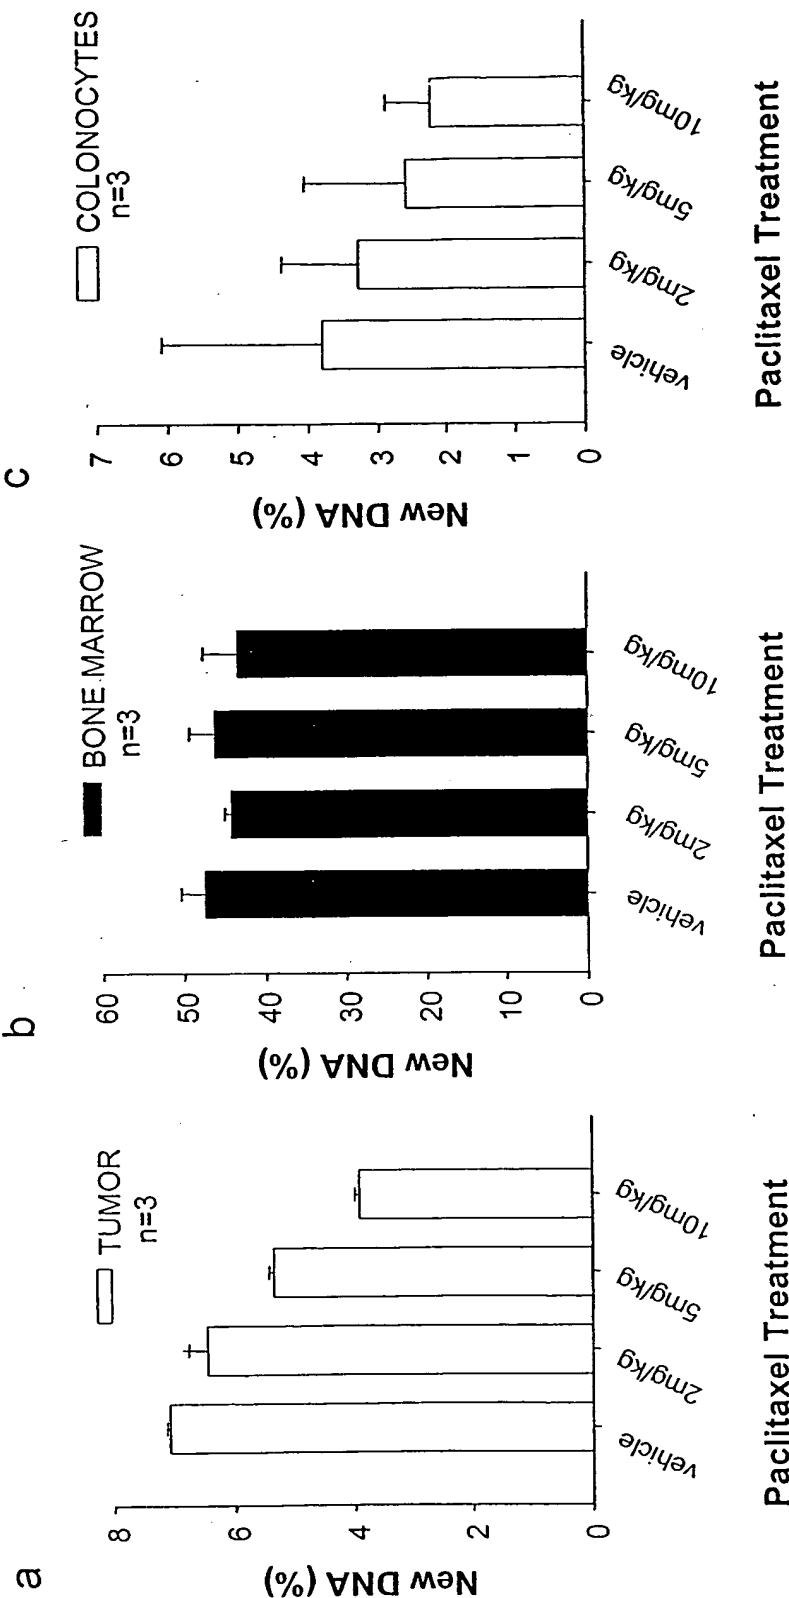 a
TUMOR
n=3
New DNA (%)
8
6
4
2
0
vehicle
2mg/kg
5mg/kg
10mg/kg
Paclitaxel Treatment
b
BONE MARROW
n=3
New DNA (%)
60
50
40
30
20
10
0
vehicle
2mg/kg
5mg/kg
10mg/kg
Paclitaxel Treatment
c
COLONOCYTES
n=3
New DNA (%)
7
6
5
4
3
2
1
0
vehicle
2mg/kg
5mg/kg
10mg/kg
Paclitaxel Treatment